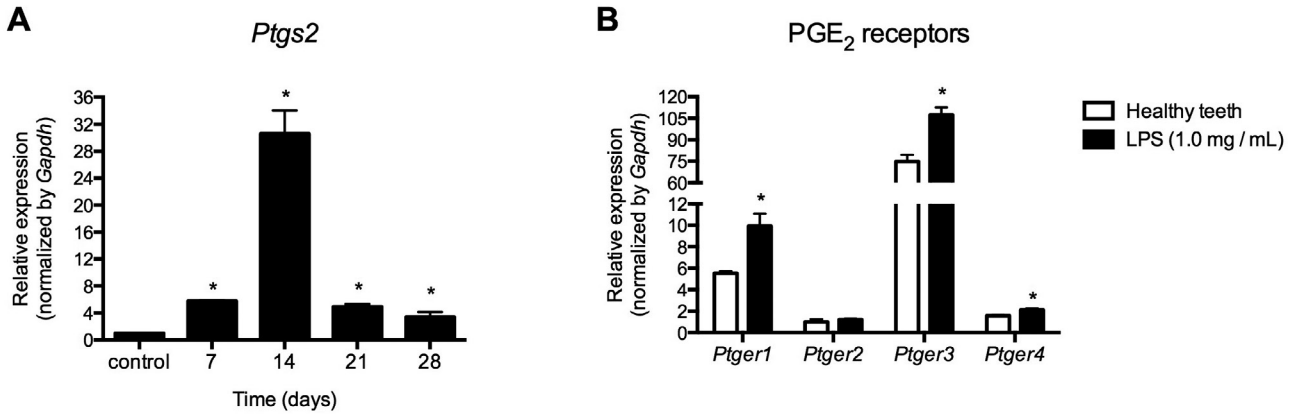 A
Ptgs2
Relative expression
(normalized by Gapdh)
36
32
28
24
20
16
12
8
4
0
*
*
*
*
control 7 14 21 28
Time (days)
B
PGE2 receptors
Relative expression
(normalized by Gapdh)
120
105
90
75
60
12
10
8
6
4
2
0
*
*
*
Ptger1 Ptger2 Ptger3 Ptger4
Healthy teeth
LPS (1.0 mg / mL)